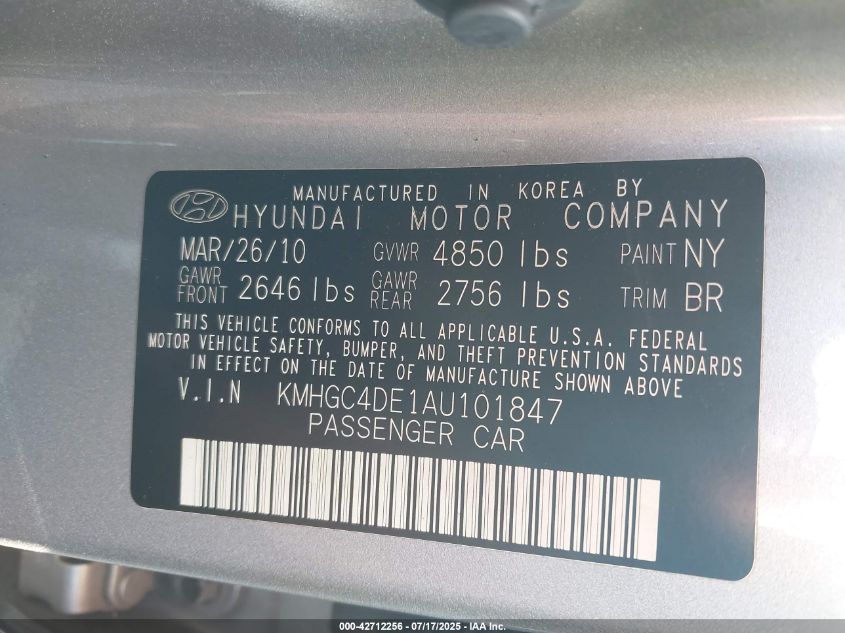 MANUFACTURED IN KOREA BY
HYUNDAI MOTOR COMPANY
MAR/26/10 GVWR 4850 lbs PAINT NY
GAWR FRONT 2646 lbs GAWR REAR 2756 lbs TRIM BR
THIS VEHICLE CONFORMS TO ALL APPLICABLE U.S.A. FEDERAL
MOTOR VEHICLE SAFETY, BUMPER, AND THEFT PREVENTION STANDARDS
IN EFFECT ON THE DATE OF MANUFACTURE SHOWN ABOVE
V.I.N KMHGC4DE1AU101847
PASSENGER CAR
000-42712256 - 07/17/2025 - IAA Inc.